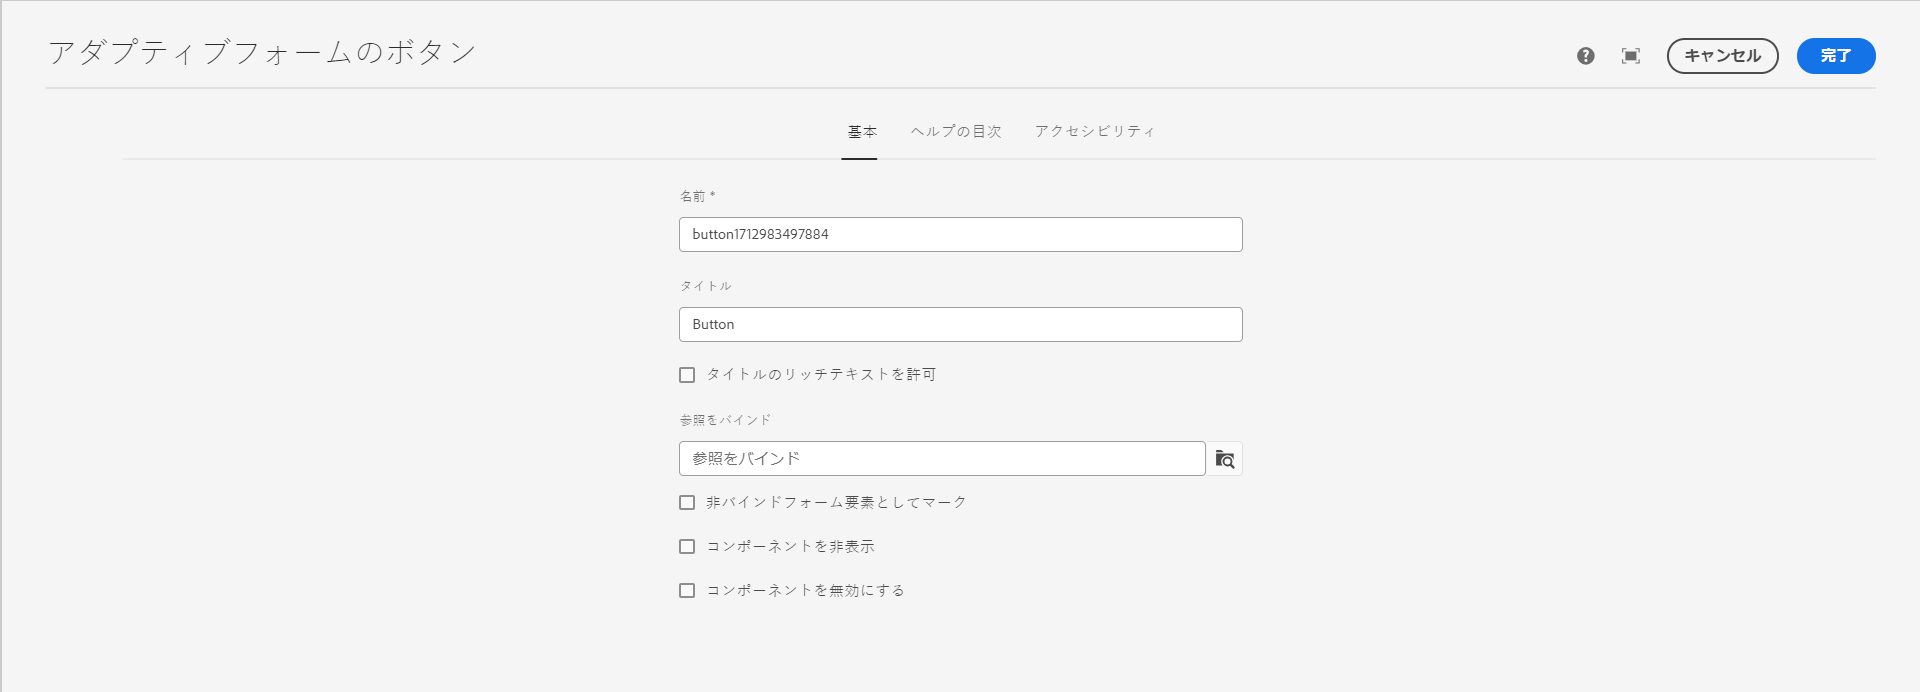 アダプティブフォームのボタン
キャンセル
完了
基本 ヘルプの目次 アクセシビリティ
名前 *
button1712983497884
タイトル
Button
タイトルのリッチテキストを許可
参照をバインド
参照をバインド
非バインドフォーム要素としてマーク
コンポーネントを非表示
コンポーネントを無効にする